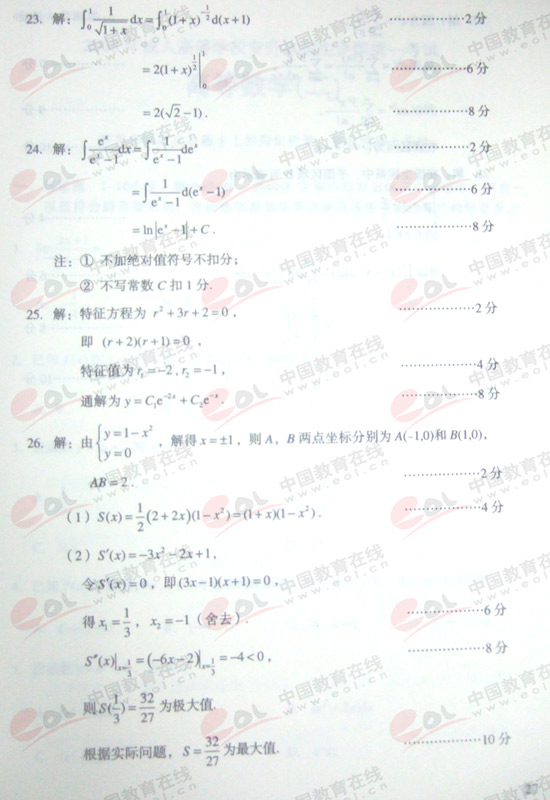 23. 解：∫₀¹ 1/√(1+x) dx = ∫₀¹ (1+x)^(-1/2) d(x+1) ……………2分
= 2(1+x)^(1/2) |₀¹ ……………6分
= 2(√2−1). ……………8分
24. 解：∫ eˣ/(eˣ−1) dx = ∫ 1/(eˣ−1) deˣ ……………2分
= ∫ 1/(eˣ−1) d(eˣ−1) ……………6分
= ln|eˣ−1|+C. ……………8分
注：① 不加绝对值符号不扣分；
② 不写常数 C 扣 1 分.
25. 解：特征方程为 r²+3r+2=0， ……………2分
即 (r+2)(r+1)=0，
特征值为 r₁=−2, r₂=−1， ……………4分
通解为 y=C₁e^(−2x)+C₂e^(−x). ……………8分
26. 解：由 {y=1−x² y=0，解得 x=±1，则 A，B 两点坐标分别为 A(-1,0)和 B(1,0)，
AB=2. ……………2分
（1）S(x)=1/2(2+2x)(1−x²)=(1+x)(1−x²). ……………4分
（2）S′(x)=−3x²−2x+1，
令 S′(x)=0，即 (3x−1)(x+1)=0，
得 x₁=1/3，x₂=−1（舍去）. ……………6分
S″(x)|ₓ₌₁/₃=(−6x−2)|ₓ₌₁/₃=−4<0， ……………8分
则 S(1/3)=32/27 为极大值.
根据实际问题，S=32/27 为最大值. ……………10分
27
eOL 中国教育在线
www.eol.cn